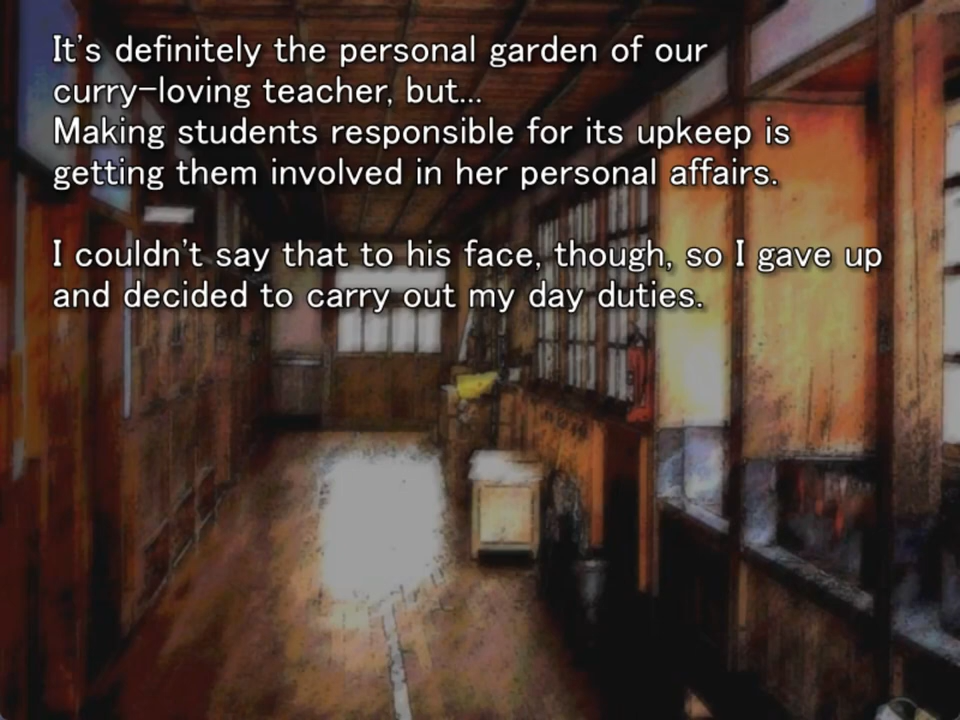 It's definitely the personal garden of our
curry-loving teacher, but...
Making students responsible for its upkeep is
getting them involved in her personal affairs.
I couldn't say that to his face, though, so I gave up
and decided to carry out my day duties.